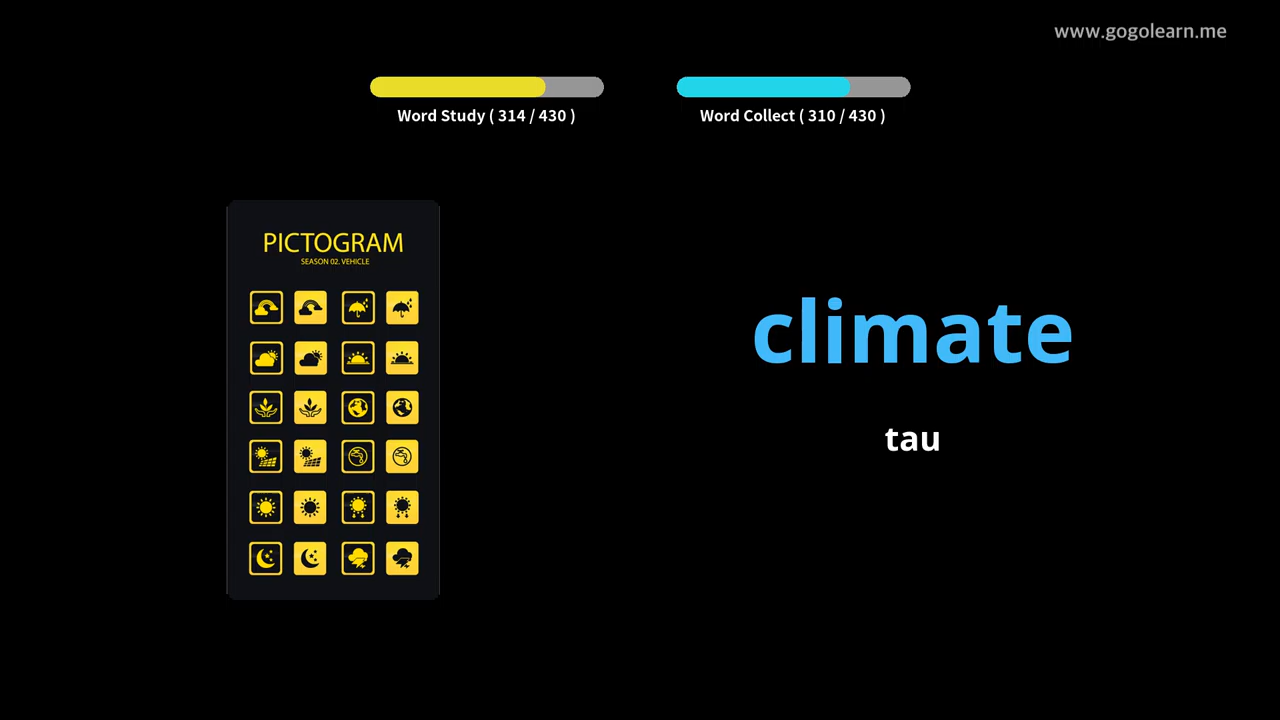 www.gogolearn.me
Word Study ( 314 / 430 )
Word Collect ( 310 / 430 )
PICTOGRAM
SEASON 02. VEHICLE
climate
tau